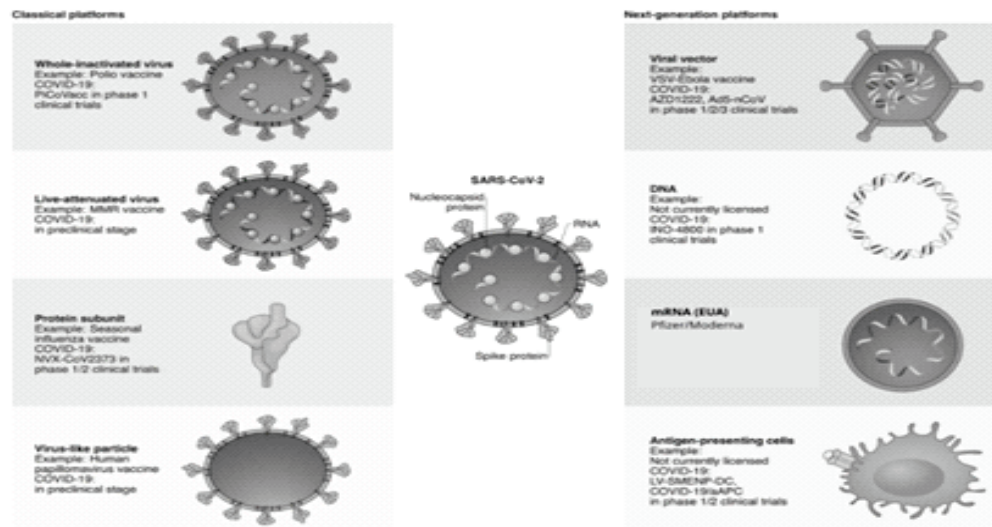 Classical platforms
Whole-inactivated virus
Example: Polio vaccine
COVID-19:
PiCoVacc in phase 1
clinical trials
Live-attenuated virus
Example: MMR vaccine
COVID-19:
in preclinical stage
Protein subunit
Example: Seasonal
influenza vaccine
COVID-19:
NVX-CoV2373 in
phase 1/2 clinical trials
Virus-like particle
Example: Human
papillomavirus vaccine
COVID-19:
in preclinical stage
SARS-CoV-2
Nucleocapsid
protein
RNA
Spike protein
Next-generation platforms
Viral vector
Example:
VSV-Ebola vaccine
COVID-19:
AZD1222, Ad5-nCoV
in phase 1/2/3 clinical trials
DNA
Example:
Not currently licensed
COVID-19:
INO-4800 in phase 1
clinical trials
mRNA (EUA)
Pfizer/Moderna
Antigen-presenting cells
Example:
Not currently licensed
COVID-19:
LV-SMENP-DC,
COVID-19/aAPC
in phase 1/2 clinical trials